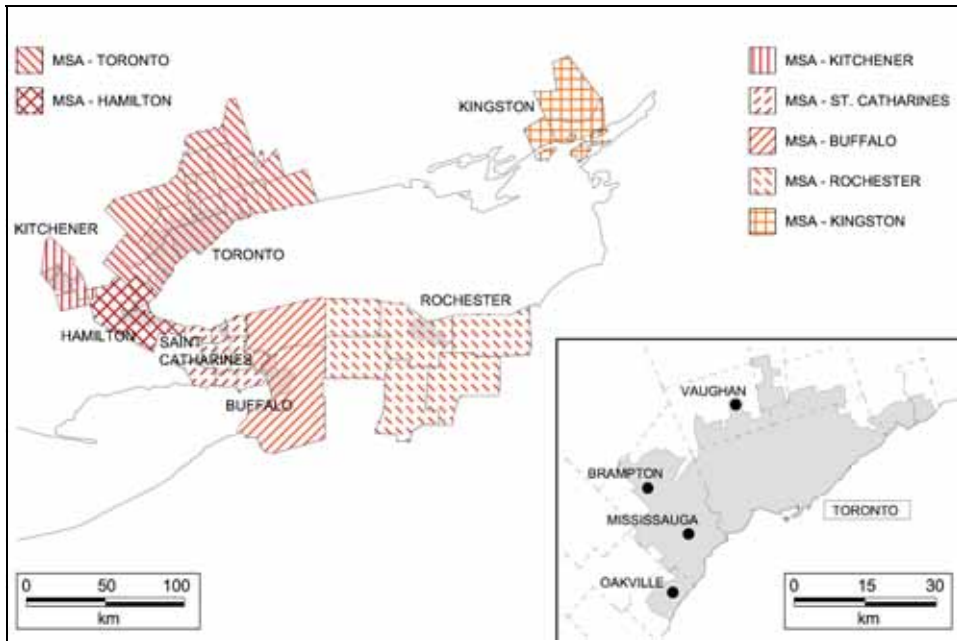 MSA - TORONTO
MSA - HAMILTON
MSA - KITCHENER
MSA - ST. CATHARINES
MSA - BUFFALO
MSA - ROCHESTER
MSA - KINGSTON
KINGSTON
KITCHENER
TORONTO
ROCHESTER
HAMILTON
SAINT
CATHARINES
BUFFALO
VAUGHAN
BRAMPTON
MISSISSAUGA
TORONTO
OAKVILLE
0 50 100
km
0 15 30
km